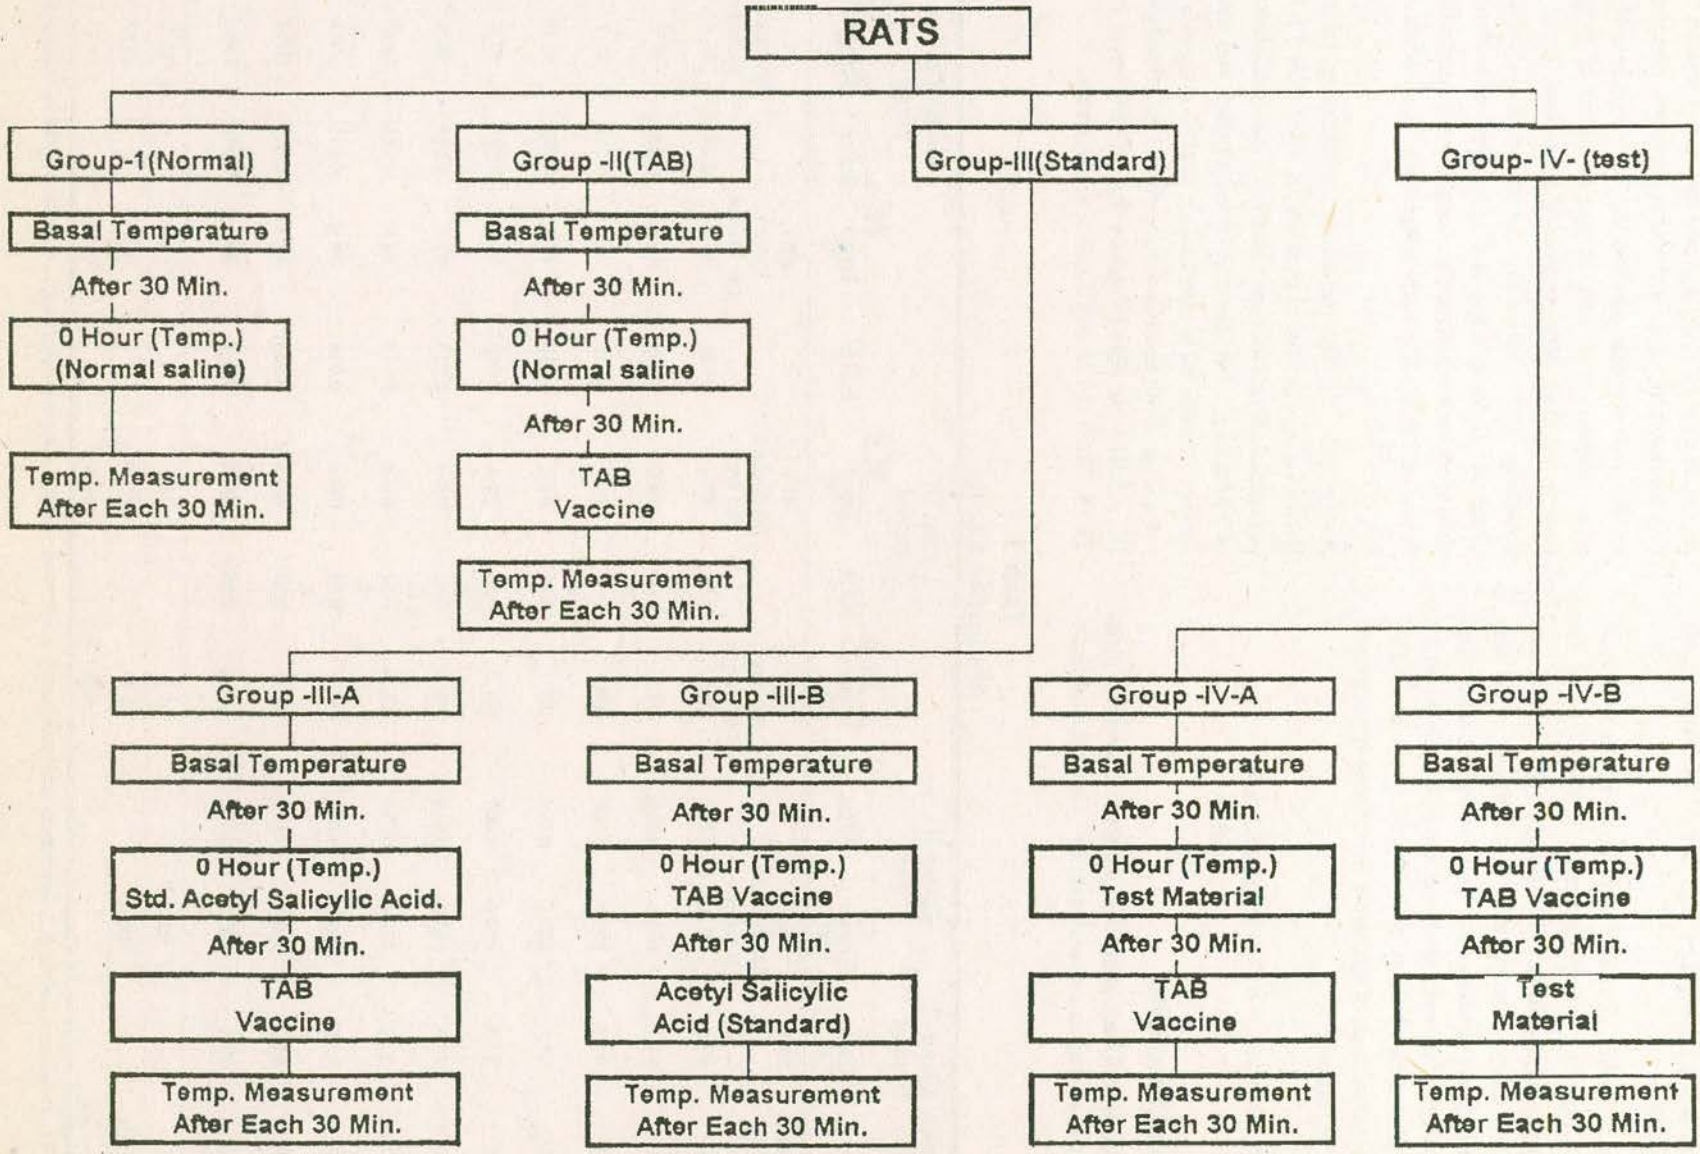 RATS
Group-1(Normal)
Basal Temperature
After 30 Min.
0 Hour (Temp.)
(Normal saline)
Temp. Measurement
After Each 30 Min.
Group -II(TAB)
Basal Temperature
After 30 Min.
0 Hour (Temp.)
(Normal saline
After 30 Min.
TAB
Vaccine
Temp. Measurement
After Each 30 Min.
Group-III(Standard)
Group- IV- (test)
Group -III-A
Basal Temperature
After 30 Min.
0 Hour (Temp.)
Std. Acetyl Salicylic Acid.
After 30 Min.
TAB
Vaccine
Temp. Measurement
After Each 30 Min.
Group -III-B
Basal Temperature
After 30 Min.
0 Hour (Temp.)
TAB Vaccine
After 30 Min.
Acetyl Salicylic
Acid (Standard)
Temp. Measurement
After Each 30 Min.
Group -IV-A
Basal Temperature
After 30 Min.
0 Hour (Temp.)
Test Material
After 30 Min.
TAB
Vaccine
Temp. Measurement
After Each 30 Min.
Group -IV-B
Basal Temperature
After 30 Min.
0 Hour (Temp.)
TAB Vaccine
After 30 Min.
Test
Material
Temp. Measurement
After Each 30 Min.